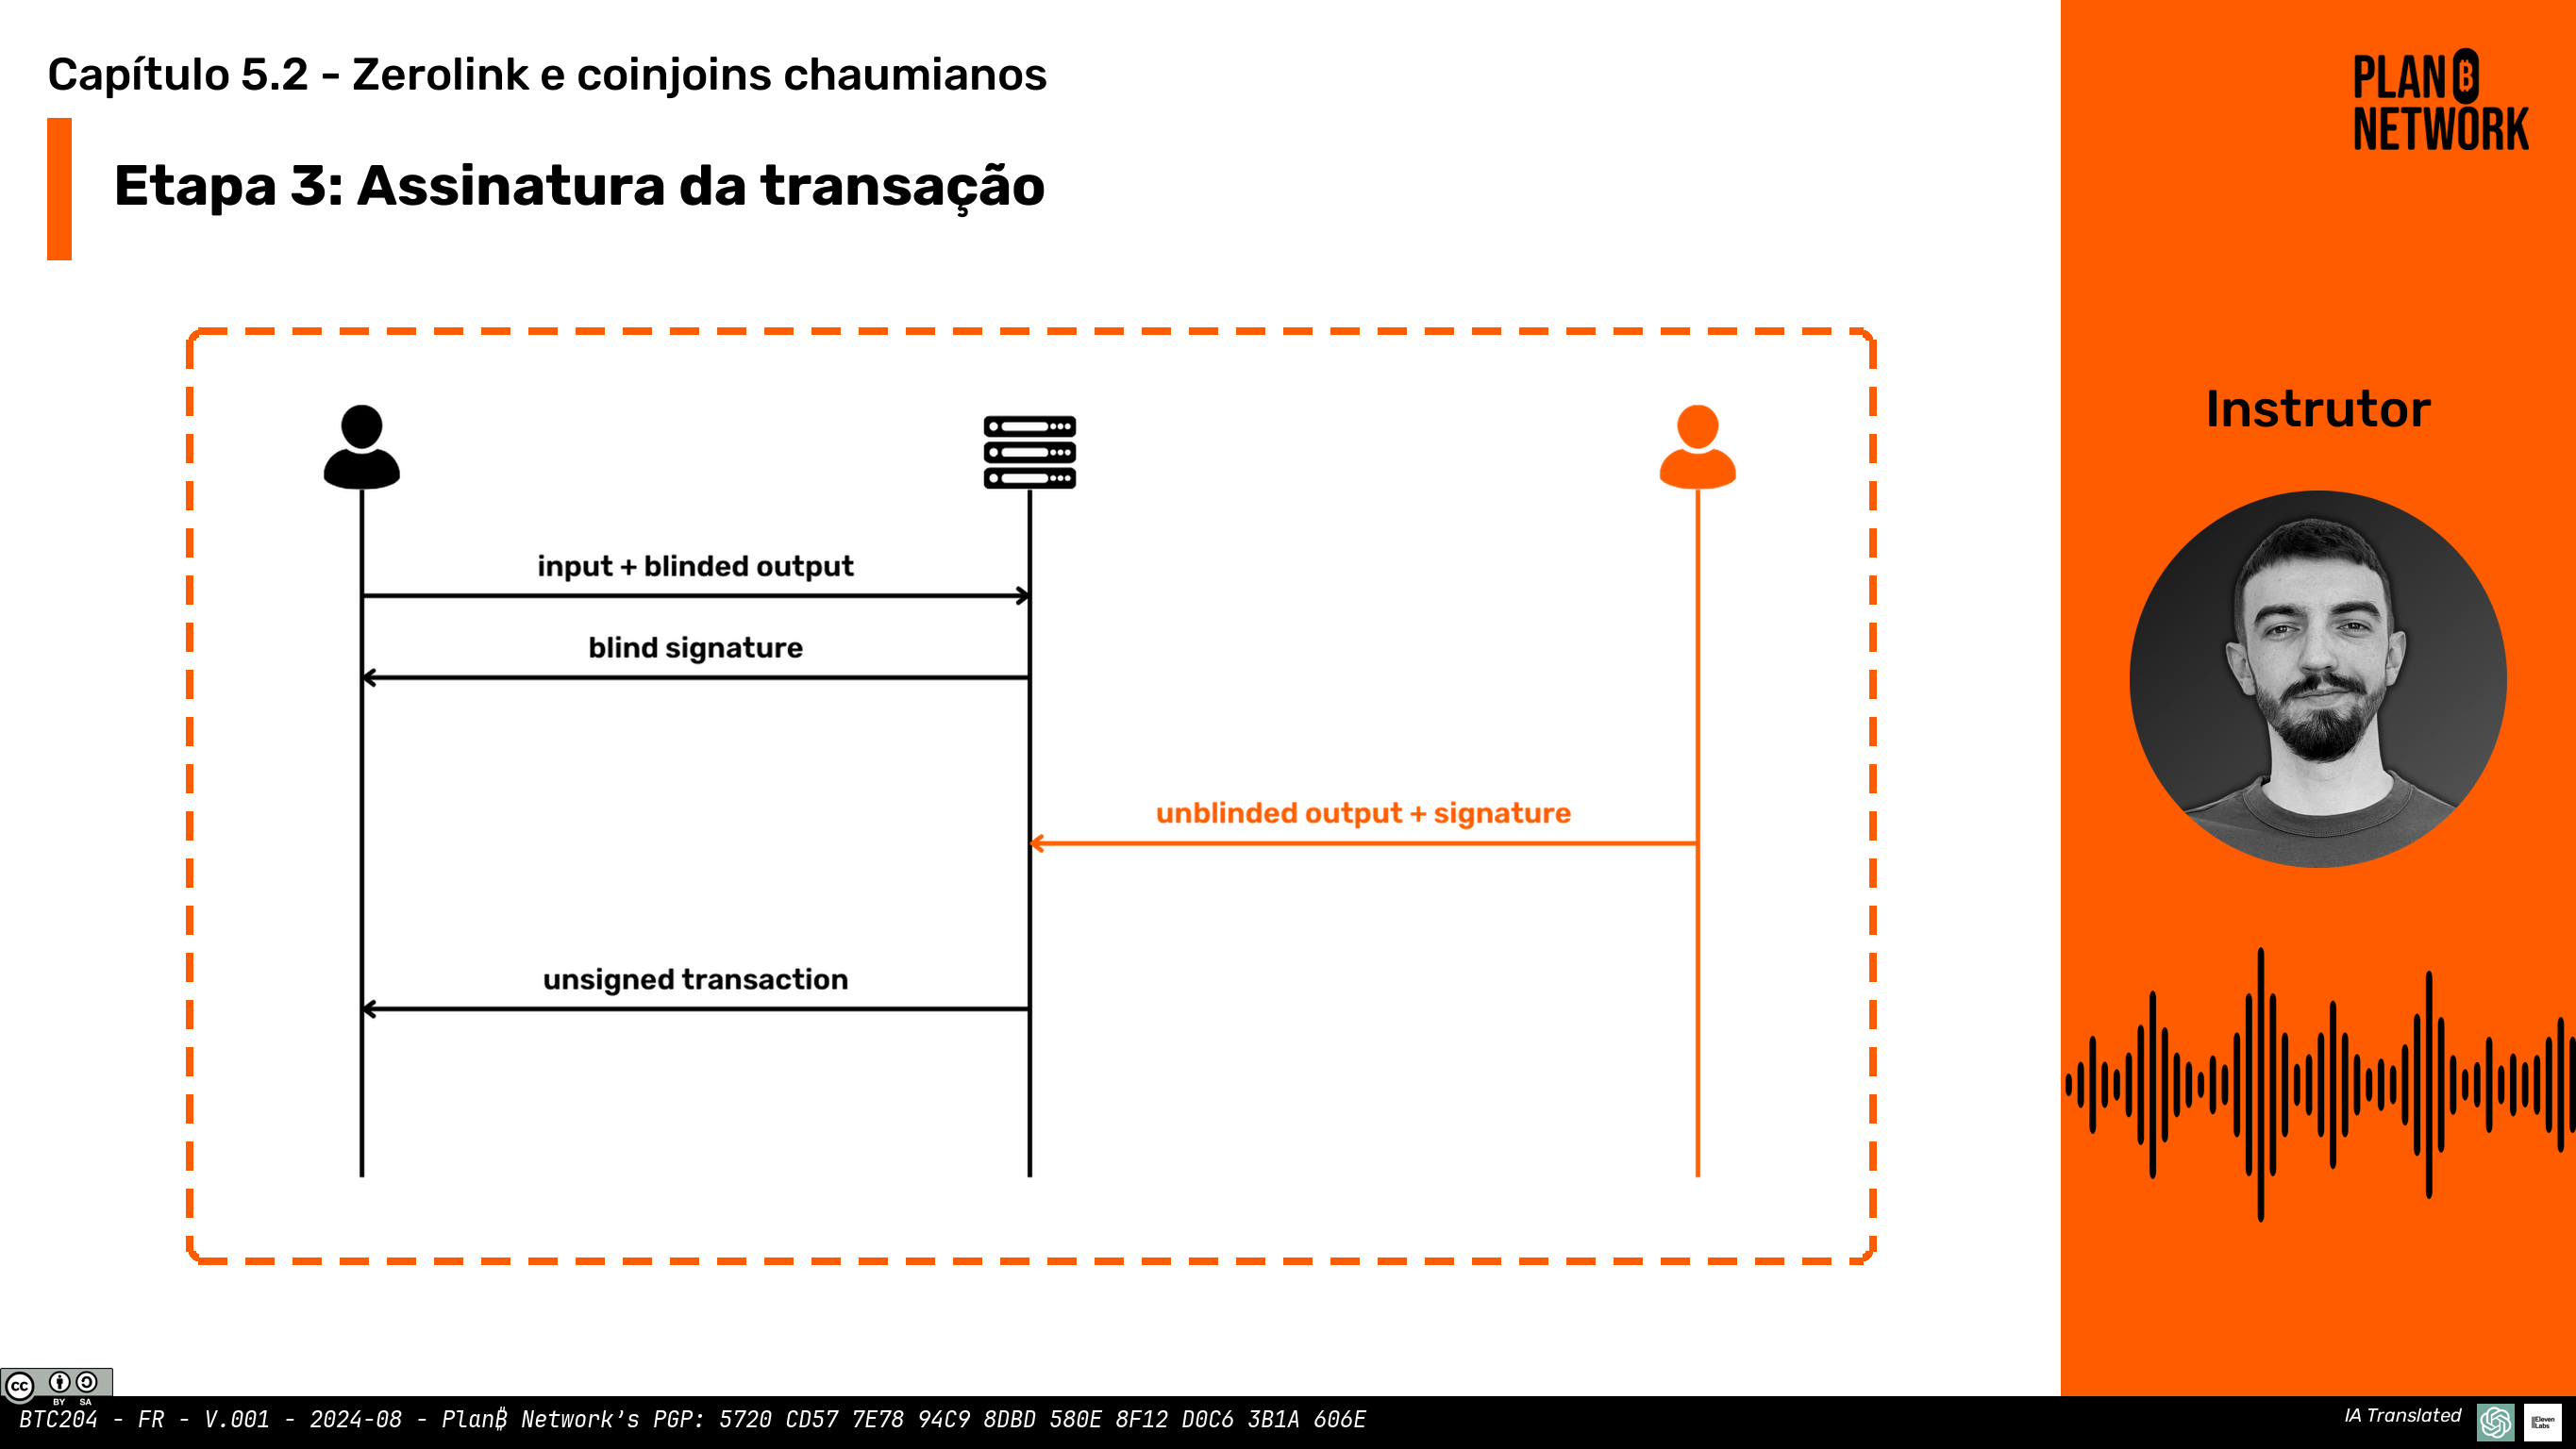 Capítulo 5.2 - Zerolink e coinjoins chaumianos
PLAN ₿
NETWORK
Etapa 3: Assinatura da transação
Instrutor
input + blinded output
blind signature
unblinded output + signature
unsigned transaction
cc
BY SA
BTC204 - FR - V.001 - 2024-08 - Plan₿ Network's PGP: 5720 CD57 7E78 94C9 8DBD 580E 8F12 D0C6 3B1A 606E
IA Translated
ElevenLabs